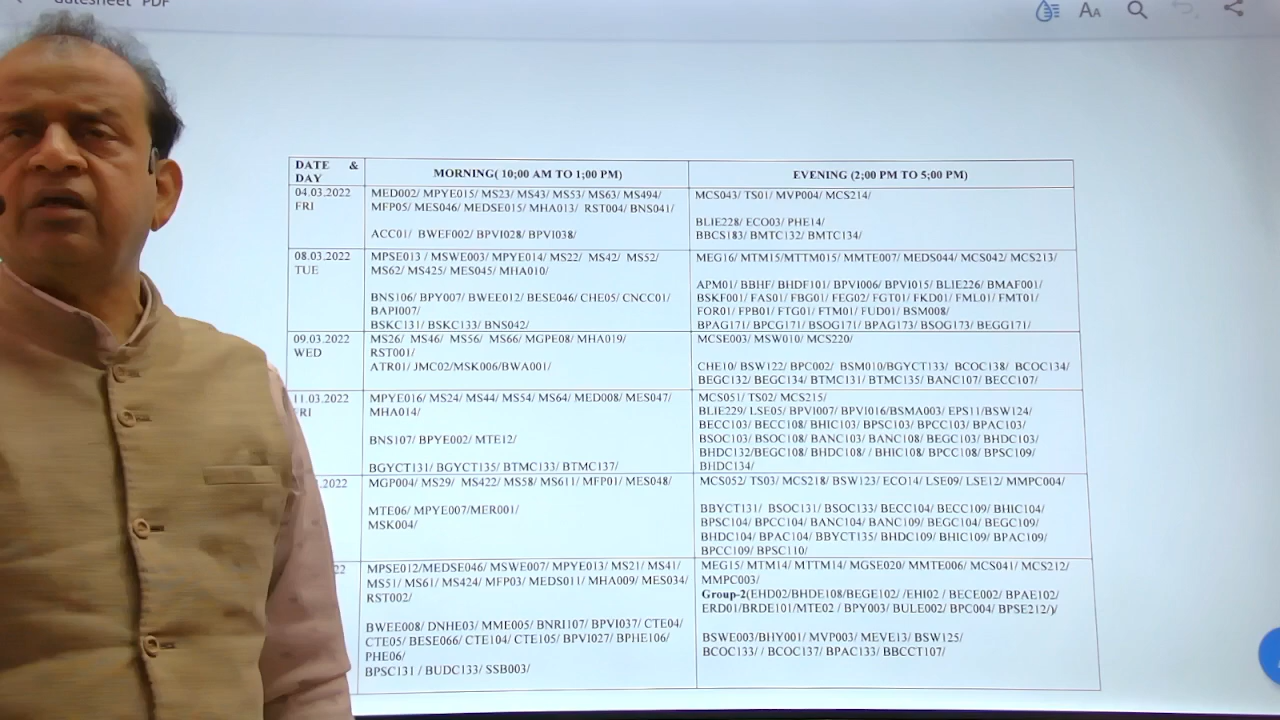 datesheet PDF
DATE & DAY
MORNING( 10;00 AM TO 1;00 PM)
EVENING (2;00 PM TO 5;00 PM)
04.03.2022
FRI
MED002/ MPYE015/ MS23/ MS43/ MS53/ MS63/ MS494/
MFP05/ MES046/ MEDSE015/ MHA013/ RST004/ BNS041/
ACC01/ BWEF002/ BPVI028/ BPVI038/
MCS043/ TS01/ MVP004/ MCS214/
BLIE228/ ECO03/ PHE14/
BBCS183/ BMTC132/ BMTC134/
08.03.2022
TUE
MPSE013 / MSWE003/ MPYE014/ MS22/ MS42/ MS52/
MS62/ MS425/ MES045/ MHA010/
BNS106/ BPY007/ BWEE012/ BESE046/ CHE05/ CNCC01/
BAPI007/
BSKC131/ BSKC133/ BNS042/
MEG16/ MTM15/MTTM015/ MMTE007/ MEDS044/ MCS042/ MCS213/
APM01/ BBHF/ BHDF101/ BPVI006/ BPVI015/ BLIE226/ BMAF001/
BSKF001/ FAS01/ FBG01/ FEG02/ FGT01/ FKD01/ FML01/ FMT01/
FOR01/ FPB01/ FTG01/ FTM01/ FUD01/ BSM008/
BPAG171/ BPCG171/ BSOG171/ BPAG173/ BSOG173/ BEGG171/
09.03.2022
WED
MS26/ MS46/ MS56/ MS66/ MGPE08/ MHA019/
RST001/
ATR01/ JMC02/MSK006/BWA001/
MCSE003/ MSW010/ MCS220/
CHE10/ BSW122/ BPC002/ BSM010/BGYCT133/ BCOC138/ BCOC134/
BEGC132/ BEGC134/ BTMC131/ BTMC135/ BANC107/ BECC107/
11.03.2022
FRI
MPYE016/ MS24/ MS44/ MS54/ MS64/ MED008/ MES047/
MHA014/
BNS107/ BPYE002/ MTE12/
BGYCT131/ BGYCT135/ BTMC133/ BTMC137/
MCS051/ TS02/ MCS215/
BLIE229/ LSE05/ BPVI007/ BPVI016/BSMA003/ EPS11/BSW124/
BECC103/ BECC108/ BHIC103/ BPSC103/ BPCC103/ BPAC103/
BSOC103/ BSOC108/ BANC103/ BANC108/ BEGC103/ BHDC103/
BHDC132/BEGC108/ BHDC108/ / BHIC108/ BPCC108/ BPSC109/
BHDC134/
.2022
MGP004/ MS29/ MS422/ MS58/ MS611/ MFP01/ MES048/
MTE06/ MPYE007/MER001/
MSK004/
MCS052/ TS03/ MCS218/ BSW123/ ECO14/ LSE09/ LSE12/ MMPC004/
BBYCT131/ BSOC131/ BSOC133/ BECC104/ BECC109/ BHIC104/
BPSC104/ BPCC104/ BANC104/ BANC109/ BEGC104/ BEGC109/
BHDC104/ BPAC104/ BBYCT135/ BHDC109/ BHIC109/ BPAC109/
BPCC109/ BPSC110/
22
MPSE012/MEDSE046/ MSWE007/ MPYE013/ MS21/ MS41/
MS51/ MS61/ MS424/ MFP03/ MEDS011/ MHA009/ MES034/
RST002/
BWEE008/ DNHE03/ MME005/ BNRI107/ BPVI037/ CTE04/
CTE05/ BESE066/ CTE104/ CTE105/ BPVI027/ BPHE106/
PHE06/
BPSC131 / BUDC133/ SSB003/
MEG15/ MTM14/ MTTM14/ MGSE020/ MMTE006/ MCS041/ MCS212/
MMPC003/
Group-2(EHD02/BHDE108/BEGE102/ /EHI02 / BECE002/ BPAE102/
ERD01/BRDE101/MTE02 / BPY003/ BULE002/ BPC004/ BPSE212/)/
BSWE003/BHY001/ MVP003/ MEVE13/ BSW125/
BCOC133/ / BCOC137/ BPAC133/ BBCCT107/